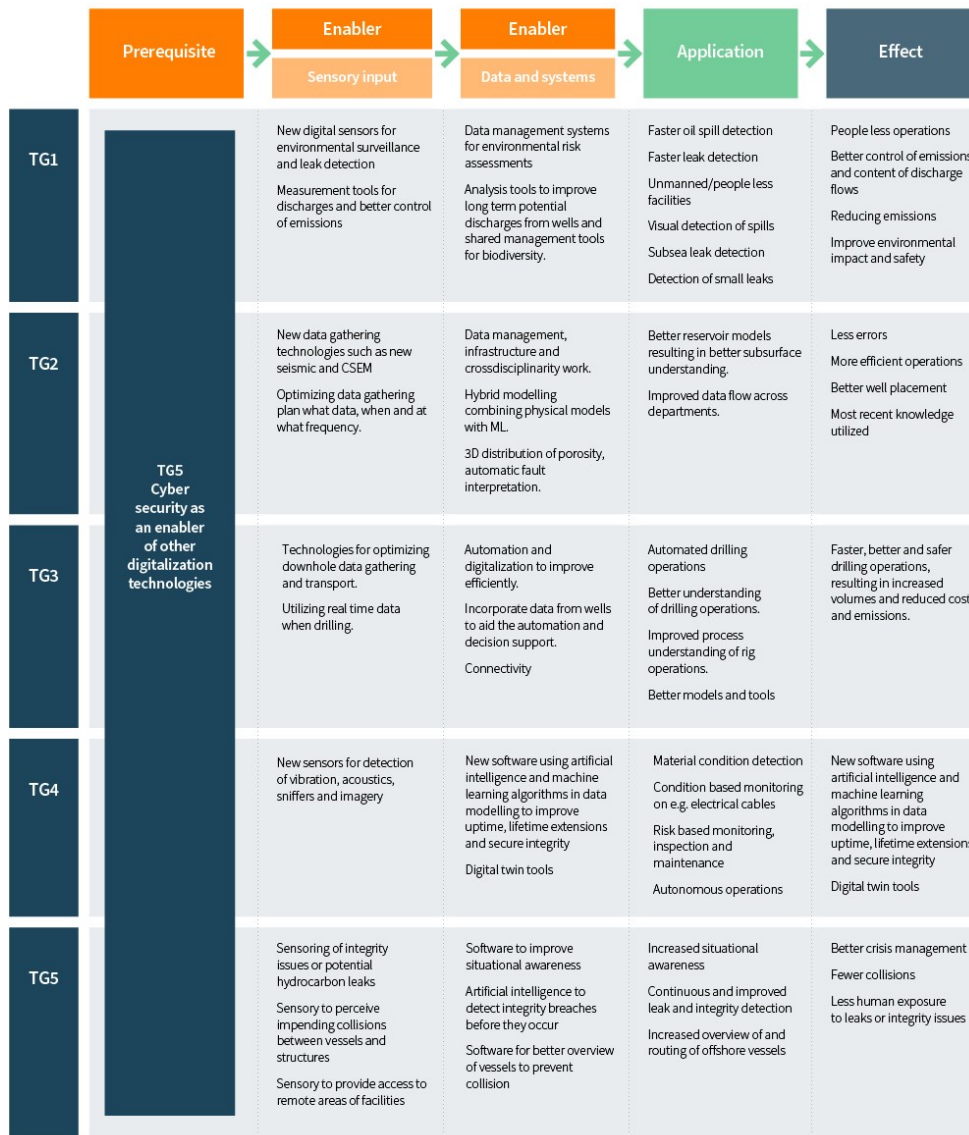 Prerequisite
Enabler
Sensory input
Enabler
Data and systems
Application
Effect
TG5
Cyber
security as
an enabler
of other
digitalization
technologies
TG1
New digital sensors for
environmental surveillance
and leak detection
Measurement tools for
discharges and better control
of emissions
Data management systems
for environmental risk
assessments
Analysis tools to improve
long term potential
discharges from wells and
shared management tools
for biodiversity.
Faster oil spill detection
Faster leak detection
Unmanned/people less
facilities
Visual detection of spills
Subsea leak detection
Detection of small leaks
People less operations
Better control of emissions
and content of discharge
flows
Reducing emissions
Improve environmental
impact and safety
TG2
New data gathering
technologies such as new
seismic and CSEM
Optimizing data gathering
plan what data, when and at
what frequency.
Data management,
infrastructure and
crossdisciplinarity work.
Hybrid modelling
combining physical models
with ML.
3D distribution of porosity,
automatic fault
interpretation.
Better reservoir models
resulting in better subsurface
understanding.
Improved data flow across
departments.
Less errors
More efficient operations
Better well placement
Most recent knowledge
utilized
TG3
Technologies for optimizing
downhole data gathering
and transport.
Utilizing real time data
when drilling.
Automation and
digitalization to improve
efficiently.
Incorporate data from wells
to aid the automation and
decision support.
Connectivity
Automated drilling
operations
Better understanding
of drilling operations.
Improved process
understanding of rig
operations.
Better models and tools
Faster, better and safer
drilling operations,
resulting in increased
volumes and reduced cost
and emissions.
TG4
New sensors for detection
of vibration, acoustics,
sniffers and imagery
New software using artificial
intelligence and machine
learning algorithms in data
modelling to improve
uptime, lifetime extensions
and secure integrity
Digital twin tools
Material condition detection
Condition based monitoring
on e.g. electrical cables
Risk based monitoring,
inspection and
maintenance
Autonomous operations
New software using
artificial intelligence and
machine learning
algorithms in data
modelling to improve
uptime, lifetime extensions
and secure integrity
Digital twin tools
TG5
Sensoring of integrity
issues or potential
hydrocarbon leaks
Sensory to perceive
impending collisions
between vessels and
structures
Sensory to provide access to
remote areas of facilities
Software to improve
situational awareness
Artificial intelligence to
detect integrity breaches
before they occur
Software for better overview
of vessels to prevent
collision
Increased situational
awareness
Continuous and improved
leak and integrity detection
Increased overview of and
routing of offshore vessels
Better crisis management
Fewer collisions
Less human exposure
to leaks or integrity issues